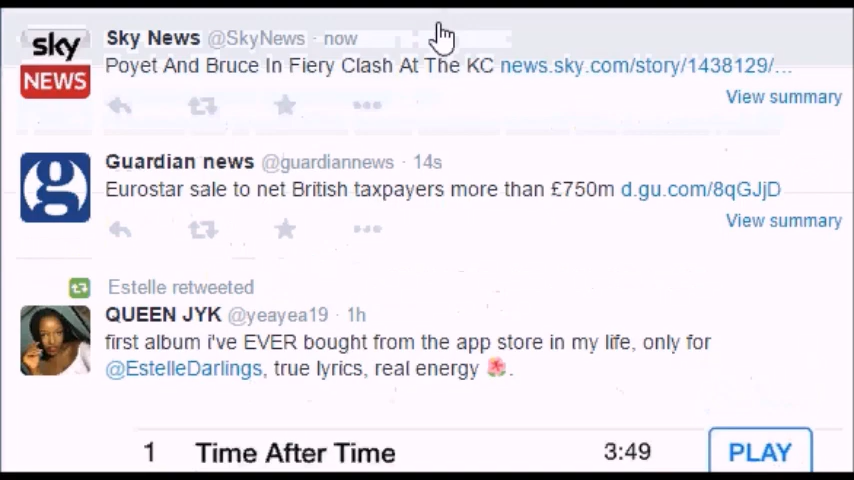 sky NEWS
Sky News @SkyNews · now
Poyet And Bruce In Fiery Clash At The KC news.sky.com/story/1438129/...
View summary
g
Guardian news @guardiannews · 14s
Eurostar sale to net British taxpayers more than £750m d.gu.com/8qGJjD
View summary
Estelle retweeted
QUEEN JYK @yeayea19 · 1h
first album i've EVER bought from the app store in my life, only for
@EstelleDarlings, true lyrics, real energy 🌺.
1 Time After Time 3:49 PLAY